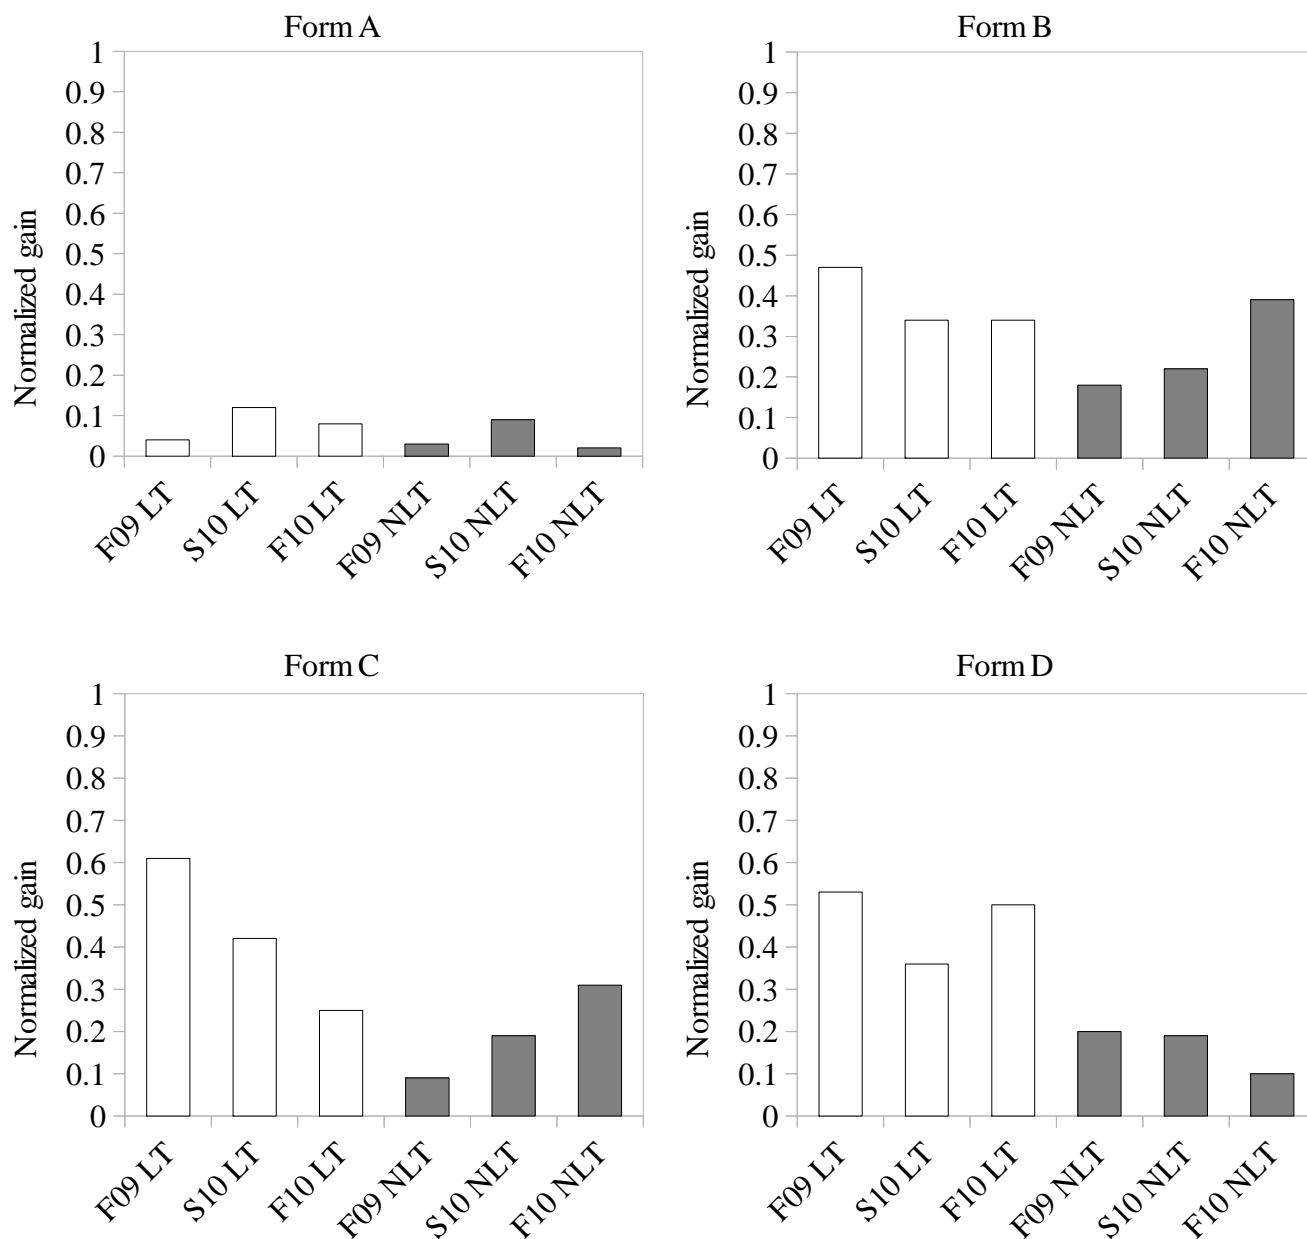 Form A
1
0.9
0.8
0.7
0.6
0.5
0.4
0.3
0.2
0.1
0
Normalized gain
F09 LT
S10 LT
F10 LT
F09 NLT
S10 NLT
F10 NLT
Form B
1
0.9
0.8
0.7
0.6
0.5
0.4
0.3
0.2
0.1
0
Normalized gain
F09 LT
S10 LT
F10 LT
F09 NLT
S10 NLT
F10 NLT
Form C
1
0.9
0.8
0.7
0.6
0.5
0.4
0.3
0.2
0.1
0
Normalized gain
F09 LT
S10 LT
F10 LT
F09 NLT
S10 NLT
F10 NLT
Form D
1
0.9
0.8
0.7
0.6
0.5
0.4
0.3
0.2
0.1
0
Normalized gain
F09 LT
S10 LT
F10 LT
F09 NLT
S10 NLT
F10 NLT